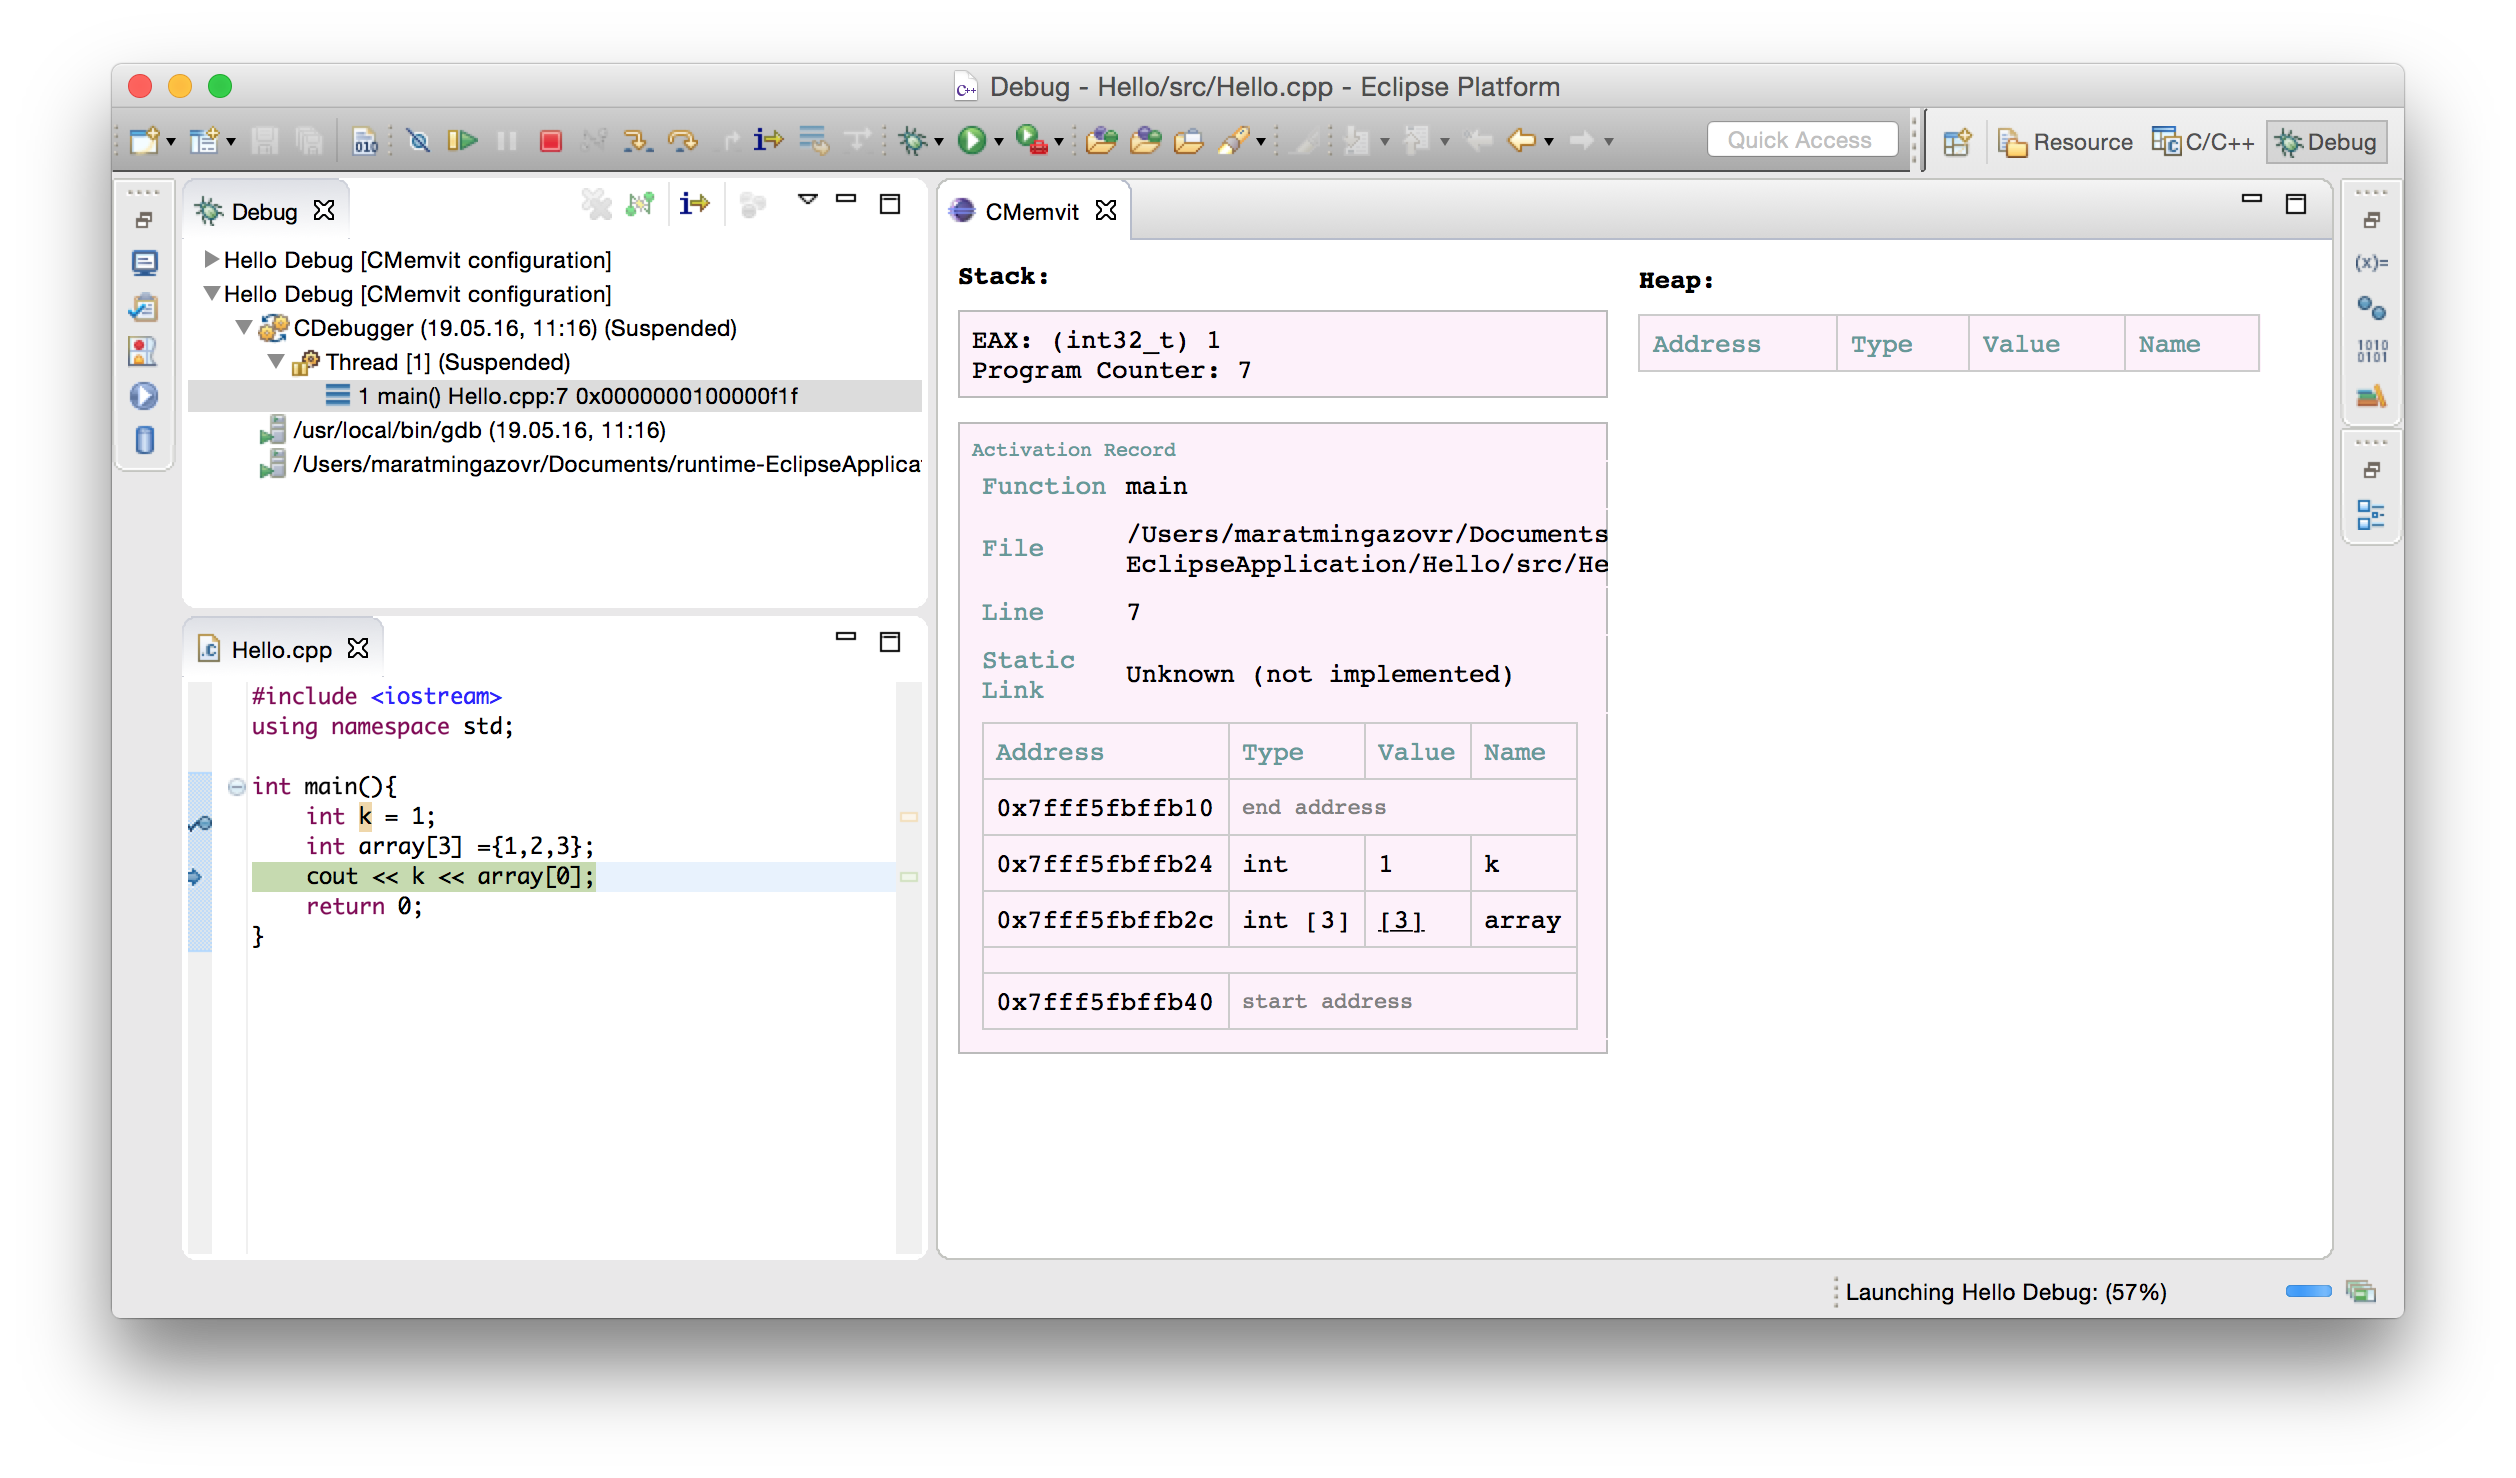 Debug - Hello/src/Hello.cpp - Eclipse Platform
Quick Access
Resource
C/C++
Debug
Debug
Hello Debug [CMemvit configuration]
Hello Debug [CMemvit configuration]
CDebugger (19.05.16, 11:16) (Suspended)
Thread [1] (Suspended)
1 main() Hello.cpp:7 0x0000000100000f1f
/usr/local/bin/gdb (19.05.16, 11:16)
/Users/maratmingazovr/Documents/runtime-EclipseApplica
Hello.cpp
#include <iostream>
using namespace std;
int main(){
int k = 1;
int array[3] ={1,2,3};
cout << k << array[0];
return 0;
}
CMemvit
Stack:
EAX: (int32_t) 1
Program Counter: 7
Activation Record
Function main
File /Users/maratmingazovr/Documents
EclipseApplication/Hello/src/He
Line 7
Static Link Unknown (not implemented)
Address Type Value Name
0x7fff5fbffb10 end address
0x7fff5fbffb24 int 1 k
0x7fff5fbffb2c int [3] [3] array
0x7fff5fbffb40 start address
Heap:
Address Type Value Name
(x)=
1010
0101
010
Launching Hello Debug: (57%)